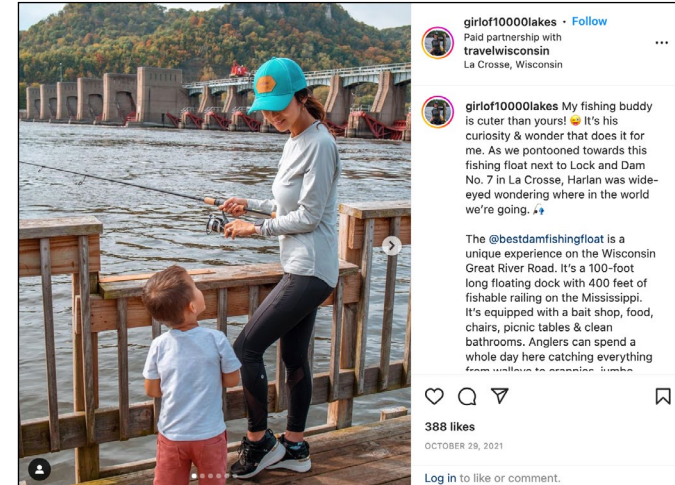 girlof10000lakes • Follow
Paid partnership with
travelwisconsin
La Crosse, Wisconsin
girlof10000lakes My fishing buddy
is cuter than yours! 😜 It's his
curiosity & wonder that does it for
me. As we pontooned towards this
fishing float next to Lock and Dam
No. 7 in La Crosse, Harlan was wide-
eyed wondering where in the world
we're going. 🎣
The @bestdamfishingfloat is a
unique experience on the Wisconsin
Great River Road. It's a 100-foot
long floating dock with 400 feet of
fishable railing on the Mississippi.
It's equipped with a bait shop, food,
chairs, picnic tables & clean
bathrooms. Anglers can spend a
whole day here catching everything
from walleye to crappies, jumbo
388 likes
OCTOBER 29, 2021
Log in to like or comment.